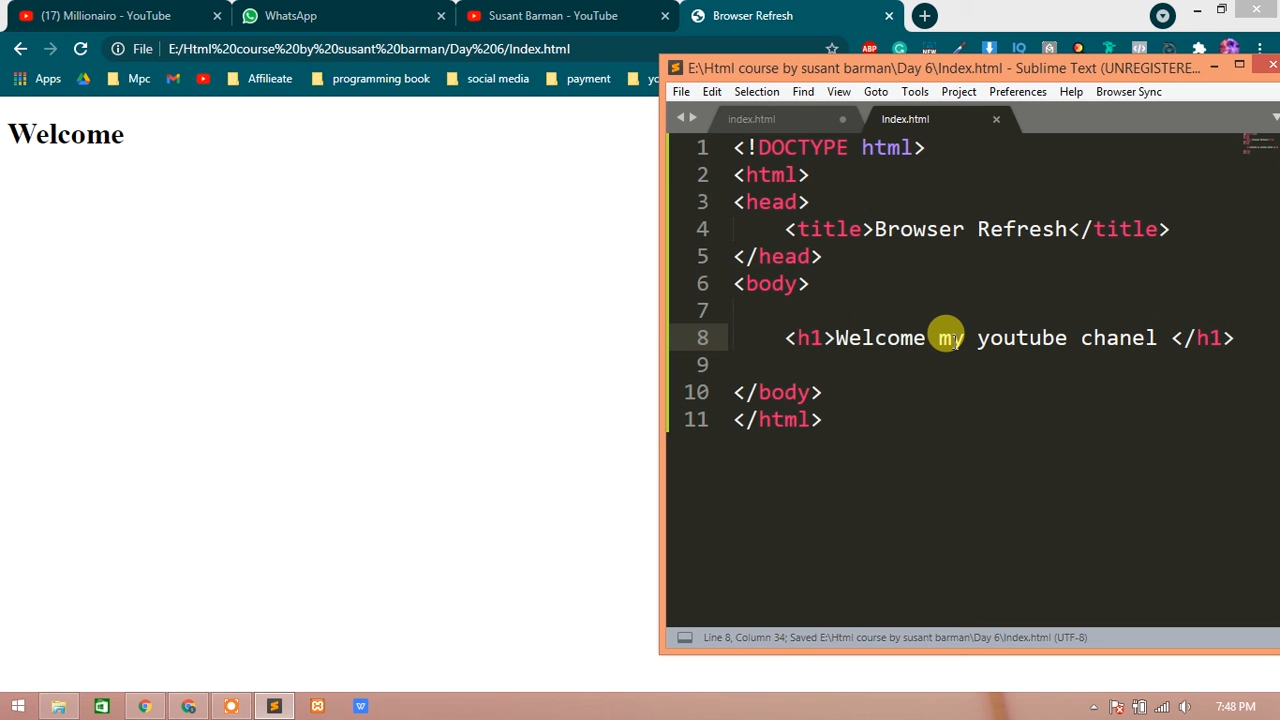 (17) Millionairo - YouTube
WhatsApp
Susant Barman - YouTube
Browser Refresh
File
E:/Html%20course%20by%20susant%20barman/Day%206/Index.html
ABP
NEW
IQ
Apps
Mpc
Affilieate
programming book
social media
payment
yo
Welcome
E:\Html course by susant barman\Day 6\Index.html - Sublime Text (UNREGISTERE...
File Edit Selection Find View Goto Tools Project Preferences Help Browser Sync
index.html
Index.html
1 <!DOCTYPE html>
2 <html>
3 <head>
4 <title>Browser Refresh</title>
5 </head>
6 <body>
7
8 <h1>Welcome my youtube chanel </h1>
9
10 </body>
11 </html>
Line 8, Column 34; Saved E:\Html course by susant barman\Day 6\Index.html (UTF-8)
7:48 PM